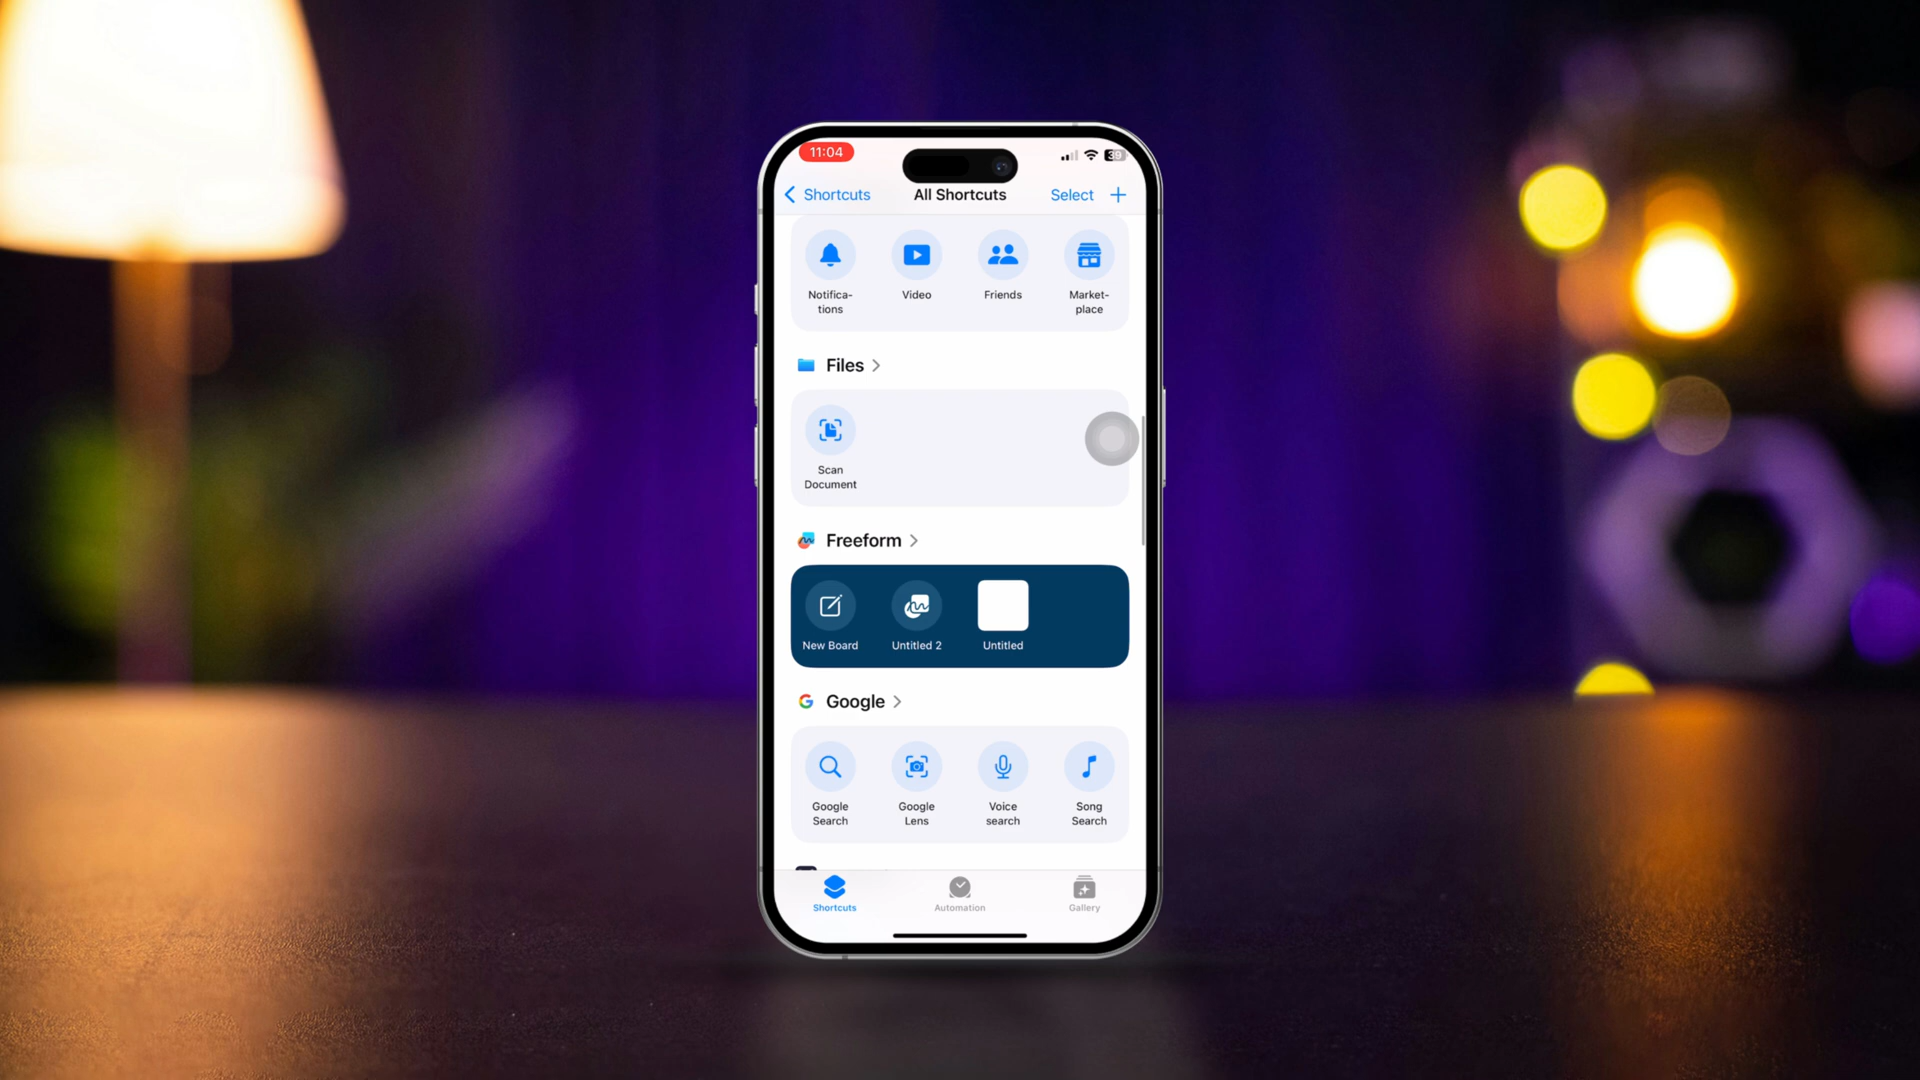 11:04
39
Shortcuts
All Shortcuts
Select
Notifica-
tions
Video
Friends
Market-
place
Files
Scan
Document
Freeform
New Board
Untitled 2
Untitled
Google
Google
Search
Google
Lens
Voice
search
Song
Search
Shortcuts
Automation
Gallery